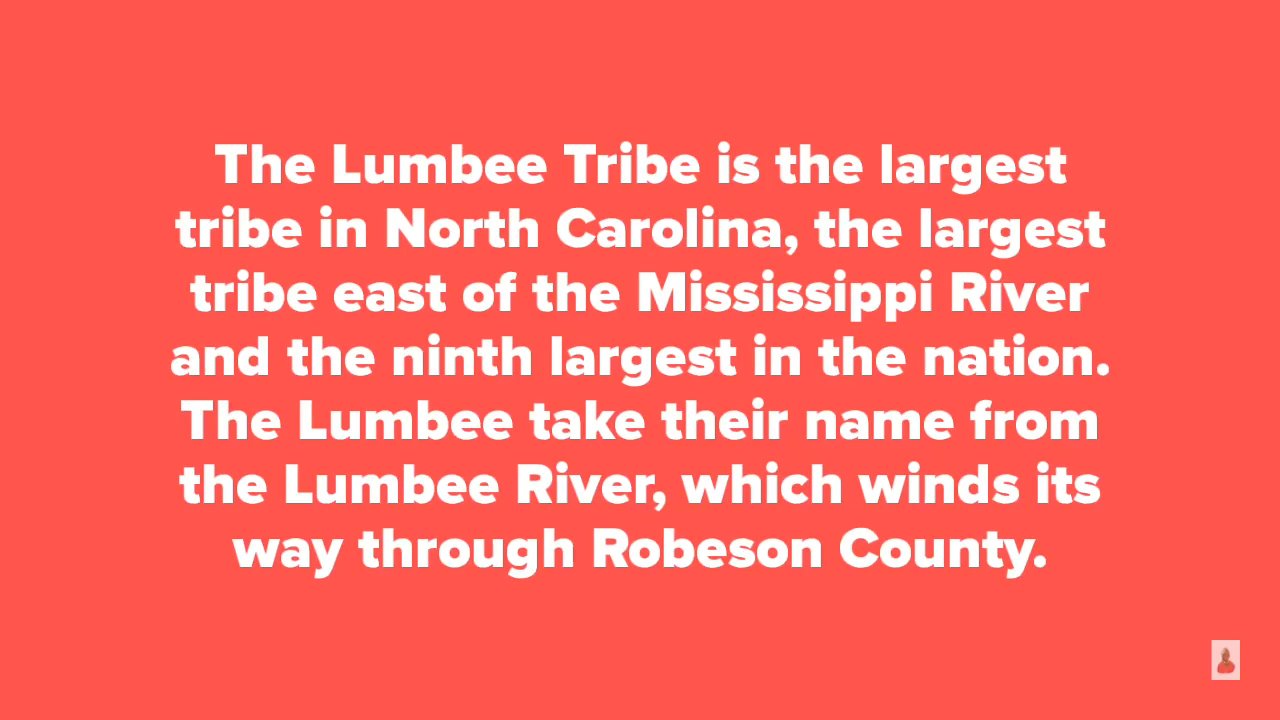 The Lumbee Tribe is the largest
tribe in North Carolina, the largest
tribe east of the Mississippi River
and the ninth largest in the nation.
The Lumbee take their name from
the Lumbee River, which winds its
way through Robeson County.